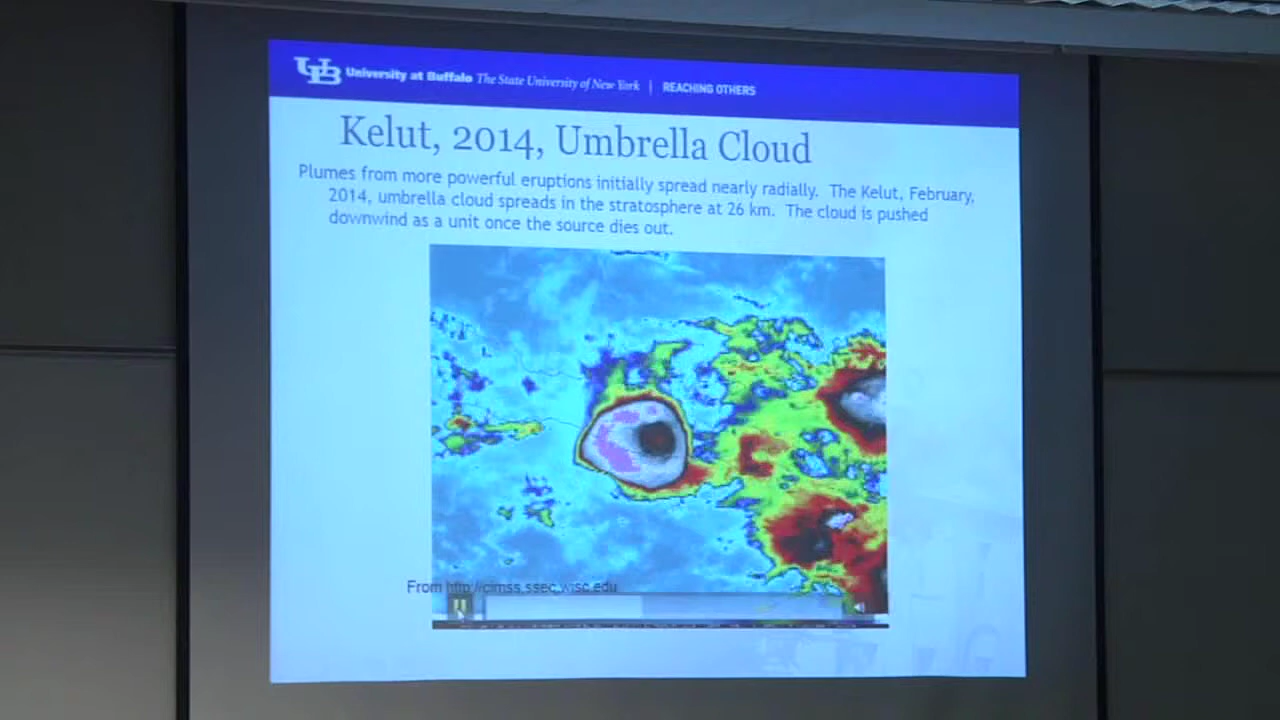 UB University at Buffalo The State University of New York | REACHING OTHERS
Kelut, 2014, Umbrella Cloud
Plumes from more powerful eruptions initially spread nearly radially. The Kelut, February,
2014, umbrella cloud spreads in the stratosphere at 26 km. The cloud is pushed
downwind as a unit once the source dies out.
From http://cimss.ssec.wisc.edu